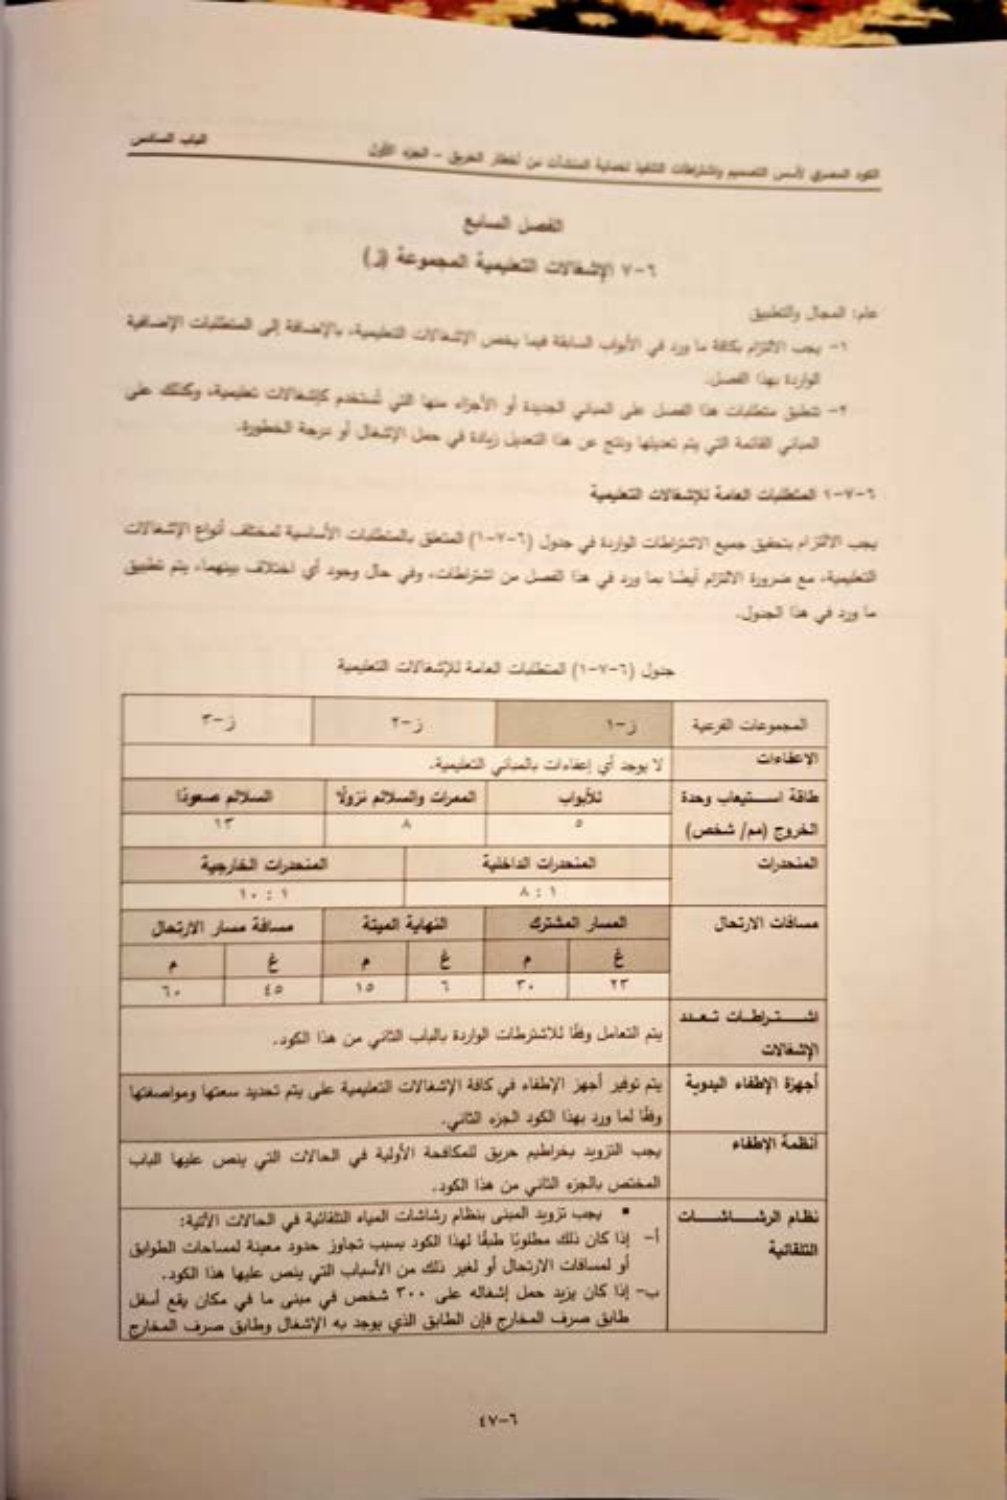 الكود المصري لأسس التصميم واشتراطات التنفيذ لحماية المنشآت من أخطار الحريق - الجزء الأول
الباب السادس
الفصل السابع
٦-٧ الإشغالات التعليمية المجموعة (ز)
عام: المجال والتطبيق
١- يجب الالتزام بكافة ما ورد في الأبواب السابقة فيما يخص الإشغالات التعليمية، بالإضافة إلى المتطلبات الإضافية
الواردة بهذا الفصل.
٢- تنطبق متطلبات هذا الفصل على المباني الجديدة أو الأجزاء منها التي تُستخدم كإشغالات تعليمية، وكذلك على
المباني القائمة التي يتم تعديلها ونتج عن هذا التعديل زيادة في حمل الإشغال أو درجة الخطورة.
٦-٧-١ المتطلبات العامة للإشغالات التعليمية
يجب الالتزام بتحقيق جميع الاشتراطات الواردة في جدول (٦-٧-١) المتعلق بالمتطلبات الأساسية لمختلف أنواع الإشغالات
التعليمية، مع ضرورة الالتزام أيضا بما ورد في هذا الفصل من اشتراطات، وفي حال وجود أي اختلاف بينهما، يتم تطبيق
ما ورد في هذا الجدول.
جدول (٦-٧-١) المتطلبات العامة للإشغالات التعليمية
المجموعات الفرعية ز-١ ز-٢ ز-٣
الاعفاءات لا يوجد أي إعفاءات بالمباني التعليمية.
طاقة استيعاب وحدة للأبواب الممرات والسلالم نزولًا السلالم صعودًا
الخروج (مم/ شخص) ٥ ٨ ١٣
المنحدرات المنحدرات الداخلية المنحدرات الخارجية
٨ : ١ ١٠ : ١
مسافات الارتحال المسار المشترك النهاية الميتة مسافة مسار الارتحال
غ م غ م غ م
٢٣ ٣٠ ٦ ١٥ ٤٥ ٦٠
اشتراطات تعدد
الإشغالات
يتم التعامل وفقًا للاشترطات الواردة بالباب الثاني من هذا الكود.
أجهزة الإطفاء اليدوية يتم توفير أجهز الإطفاء في كافة الإشغالات التعليمية على يتم تحديد سعتها ومواصفتها
وفقًا لما ورد بهذا الكود الجزء الثاني.
أنظمة الإطفاء يجب التزويد بخراطيم حريق للمكافحة الأولية في الحالات التي ينص عليها الباب
المختص بالجزء الثاني من هذا الكود.
نظام الرشاشات
التلقائية
▪ يجب تزويد المبنى بنظام رشاشات المياه التلقائية في الحالات الأتية:
أ- إذا كان ذلك مطلوبًا طبقًا لهذا الكود بسبب تجاوز حدود معينة لمساحات الطوابق
أو لمسافات الارتحال أو لغير ذلك من الأسباب التي ينص عليها هذا الكود.
ب- إذا كان يزيد حمل إشغاله على ٣٠٠ شخص في مبنى ما في مكان يقع أسفل
طابق صرف المخارج فإن الطابق الذي يوجد به الإشغال وطابق صرف المخارج
٦-٤٧